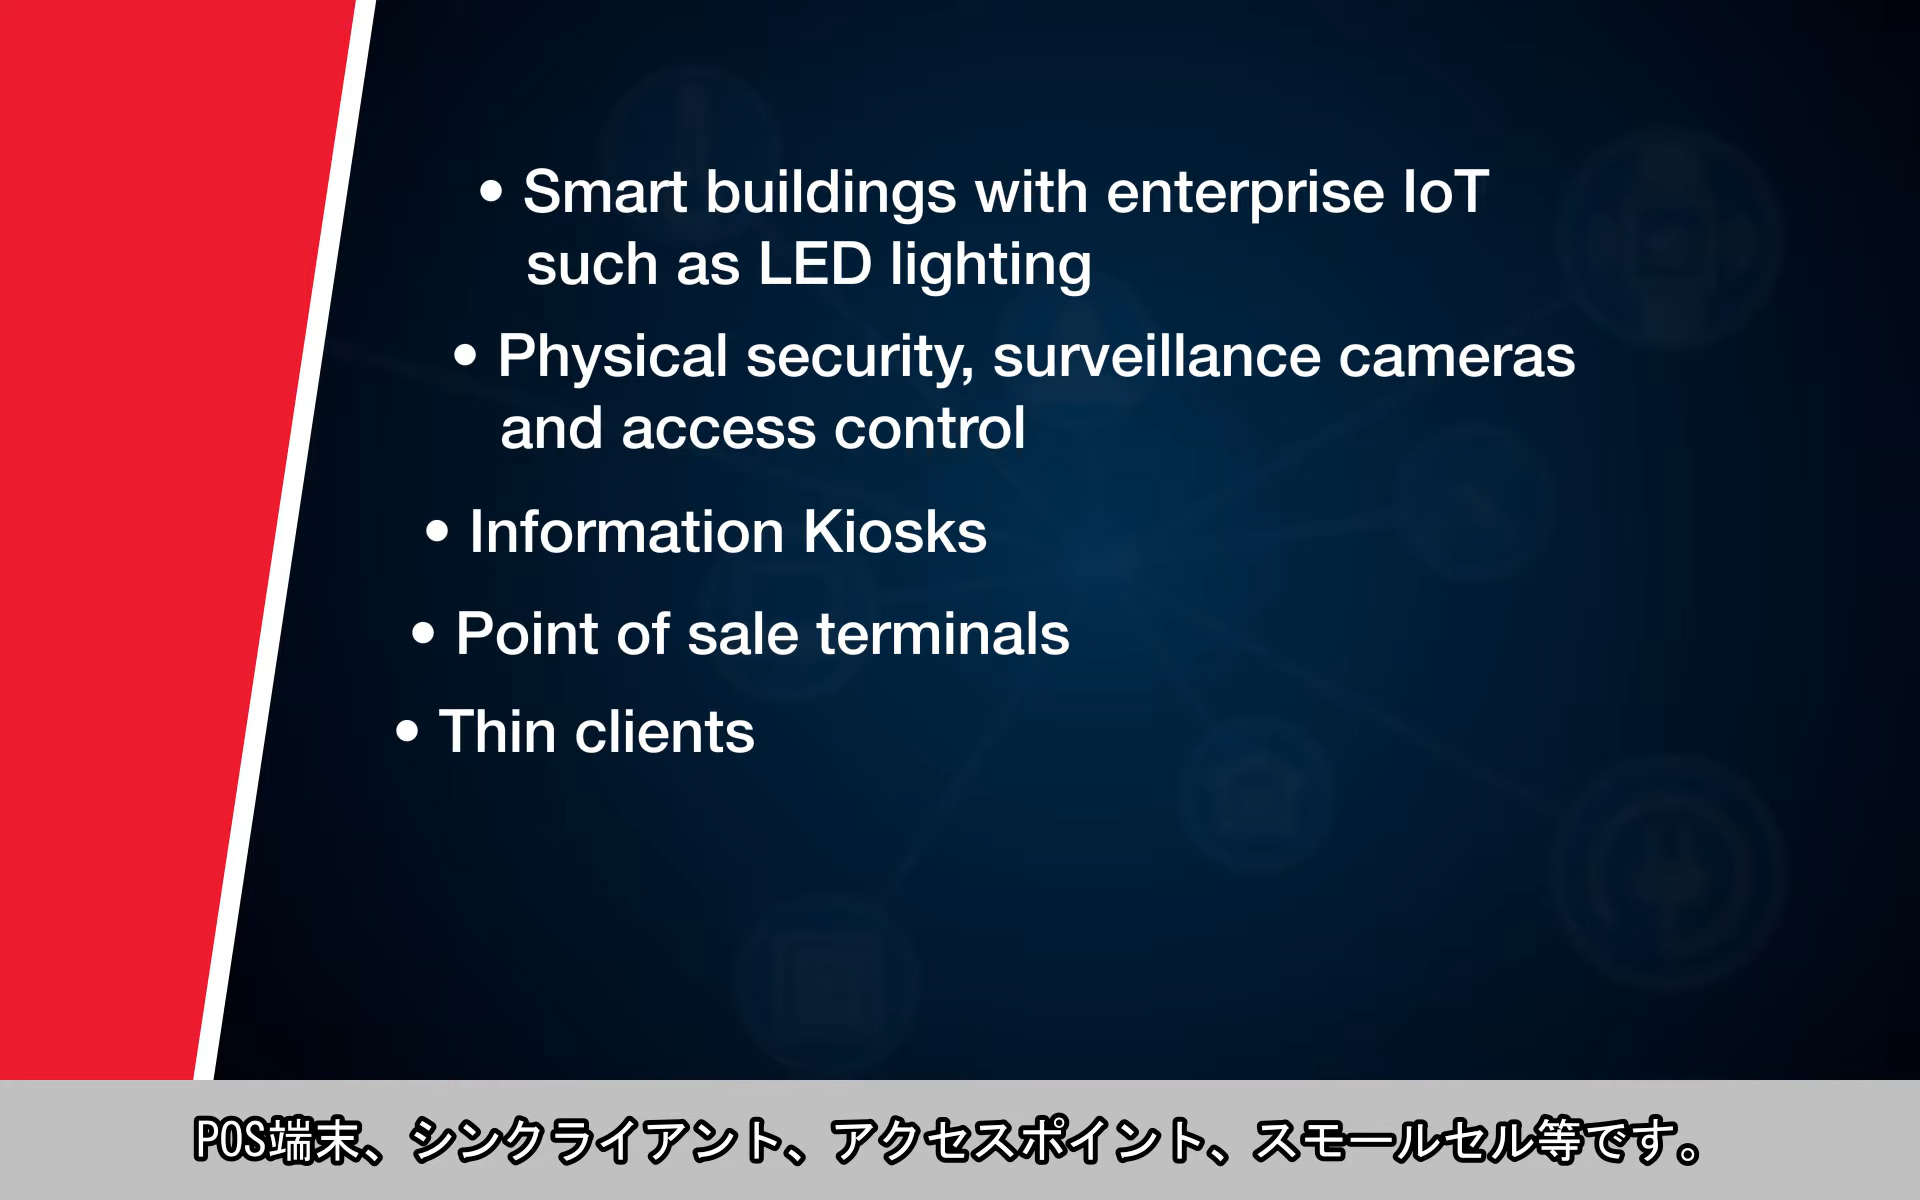 • Smart buildings with enterprise IoT
such as LED lighting
• Physical security, surveillance cameras
and access control
• Information Kiosks
• Point of sale terminals
• Thin clients
POS端末、シンクライアント、アクセスポイント、スモールセル等です。